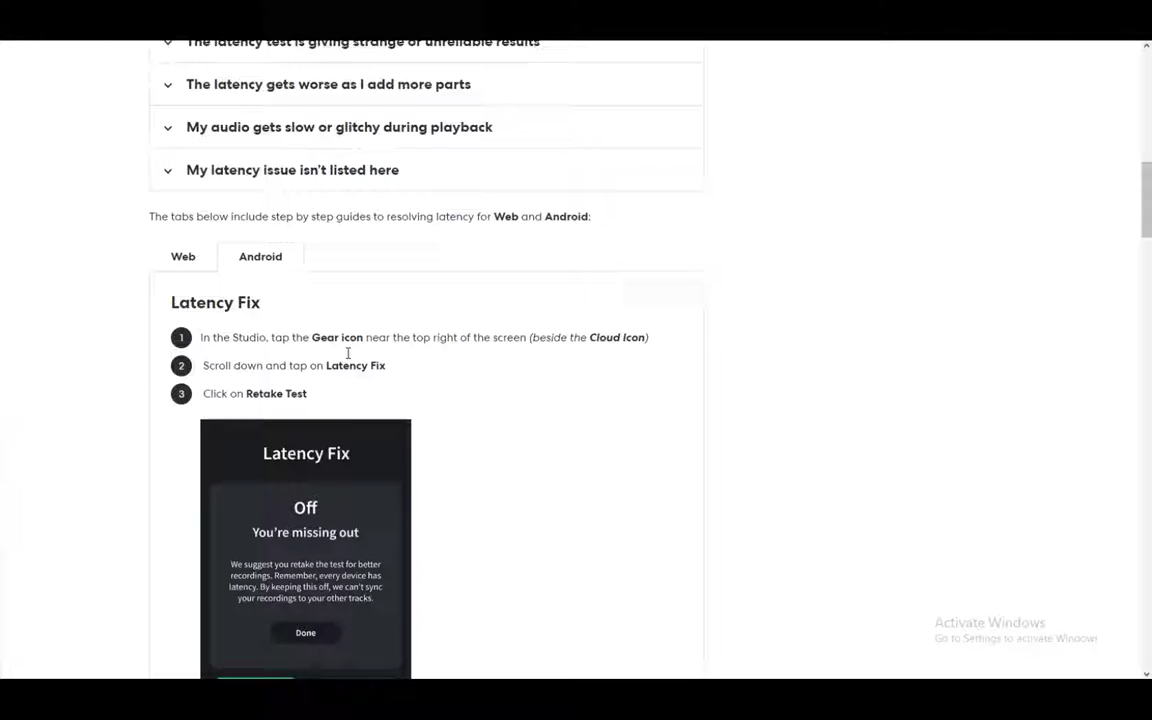 The latency test is giving strange or unreliable results
The latency gets worse as I add more parts
My audio gets slow or glitchy during playback
My latency issue isn't listed here
The tabs below include step by step guides to resolving latency for Web and Android:
Web Android
Latency Fix
1 In the Studio, tap the Gear icon near the top right of the screen (beside the Cloud Icon)
2 Scroll down and tap on Latency Fix
3 Click on Retake Test
Latency Fix
Off
You're missing out
We suggest you retake the test for better
recordings. Remember, every device has
latency. By keeping this off, we can't sync
your recordings to your other tracks.
Done
Activate Windows
Go to Settings to activate Windows